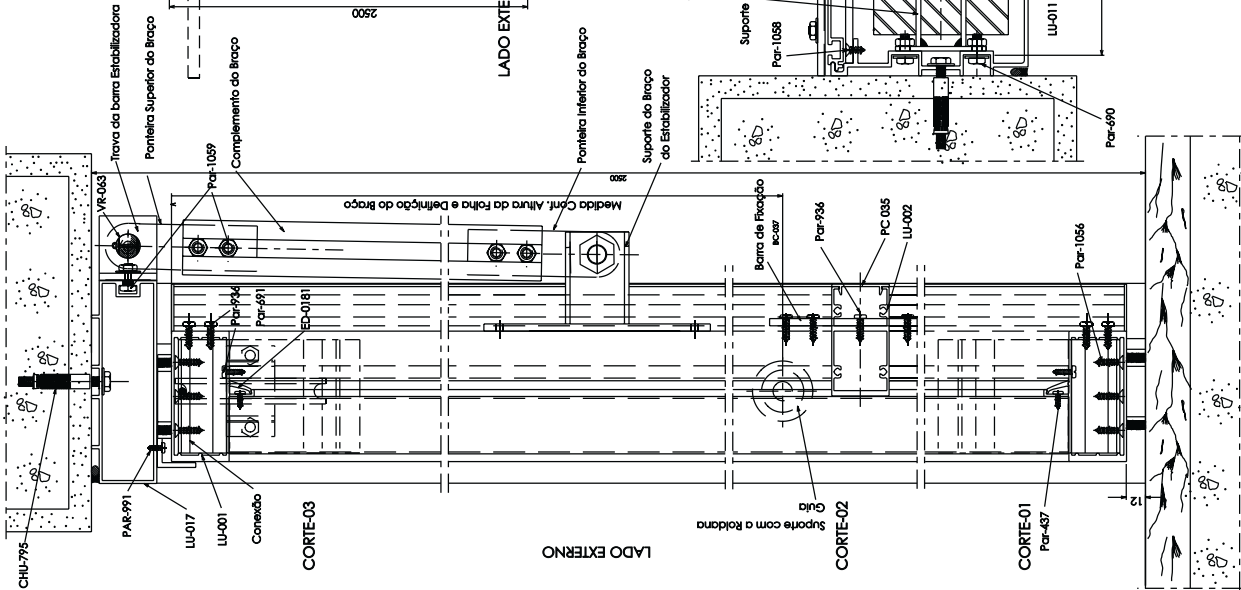 2500
LADO EXTE
Suporte
Par-1058
LU-011
Par-690
Trava da barra Estabilizadora
Ponteira Superior do Braço
VR-063
Par-1059
Complemento do Braço
Ponteira Inferior do Braço
Suporte do Braço
do Estabilizador
2500
Medida Conf. Altura da Folha e Definição do Braço
Barra de Fixação
BC-037
Par-936
PC 035
LU-002
Par-1056
Par-936
Par-691
ED-0181
CHU-795
PAR-991
LU-017
LU-001
Conexão
CORTE-03
LADO EXTERNO
Suporte com a Roldana
Guia
CORTE-02
CORTE-01
Par-437
12